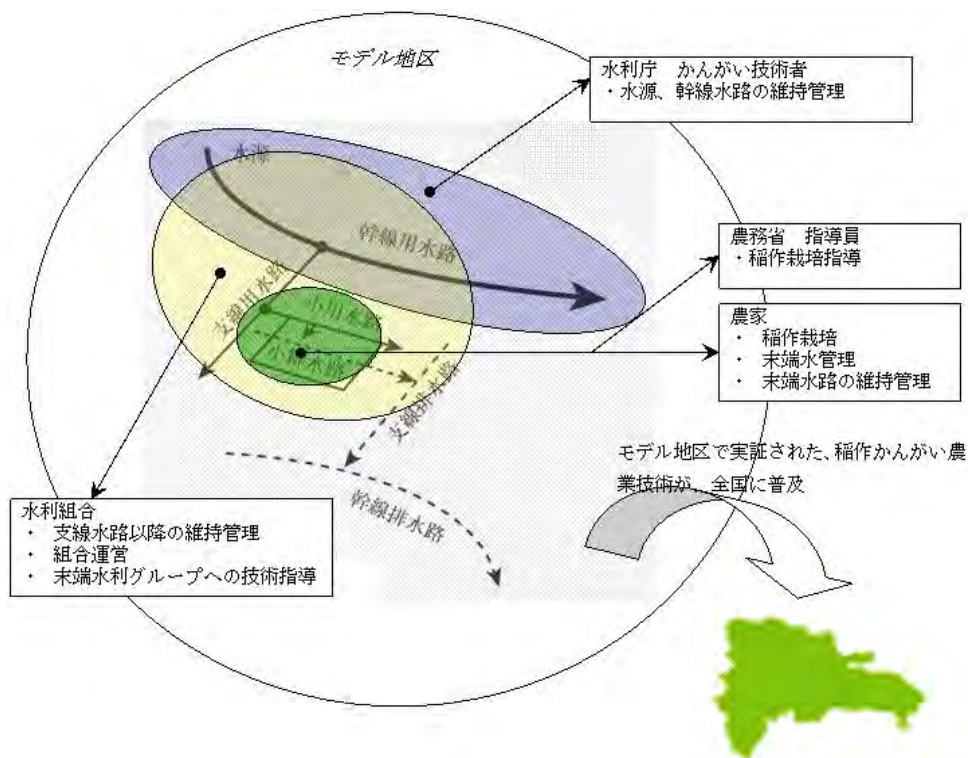 モデル地区
水利庁 かんがい技術者
・水源、幹線水路の維持管理
水源
幹線用水路
支線用水路
小用水路
小排水路
支線排水路
幹線排水路
農務省 指導員
・稲作栽培指導
農家
・ 稲作栽培
・ 末端水管理
・ 末端水路の維持管理
モデル地区で実証された、稲作かんがい農
業技術が、全国に普及
水利組合
・ 支線水路以降の維持管理
・ 組合運営
・ 末端水利グループへの技術指導